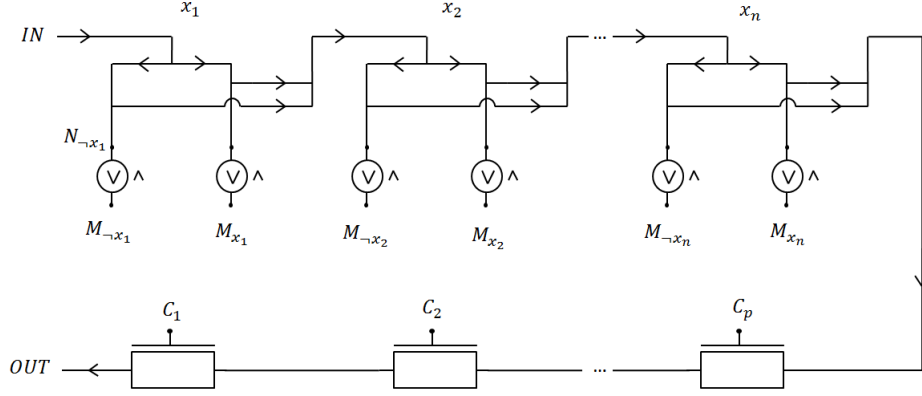 x₁ x₂ xₙ
IN ...
N¬x₁
V ∧ V ∧ V ∧ V ∧ V ∧ V ∧
M¬x₁ Mx₁ M¬x₂ Mx₂ M¬xₙ Mxₙ
C₁ C₂ Cₚ
OUT ...